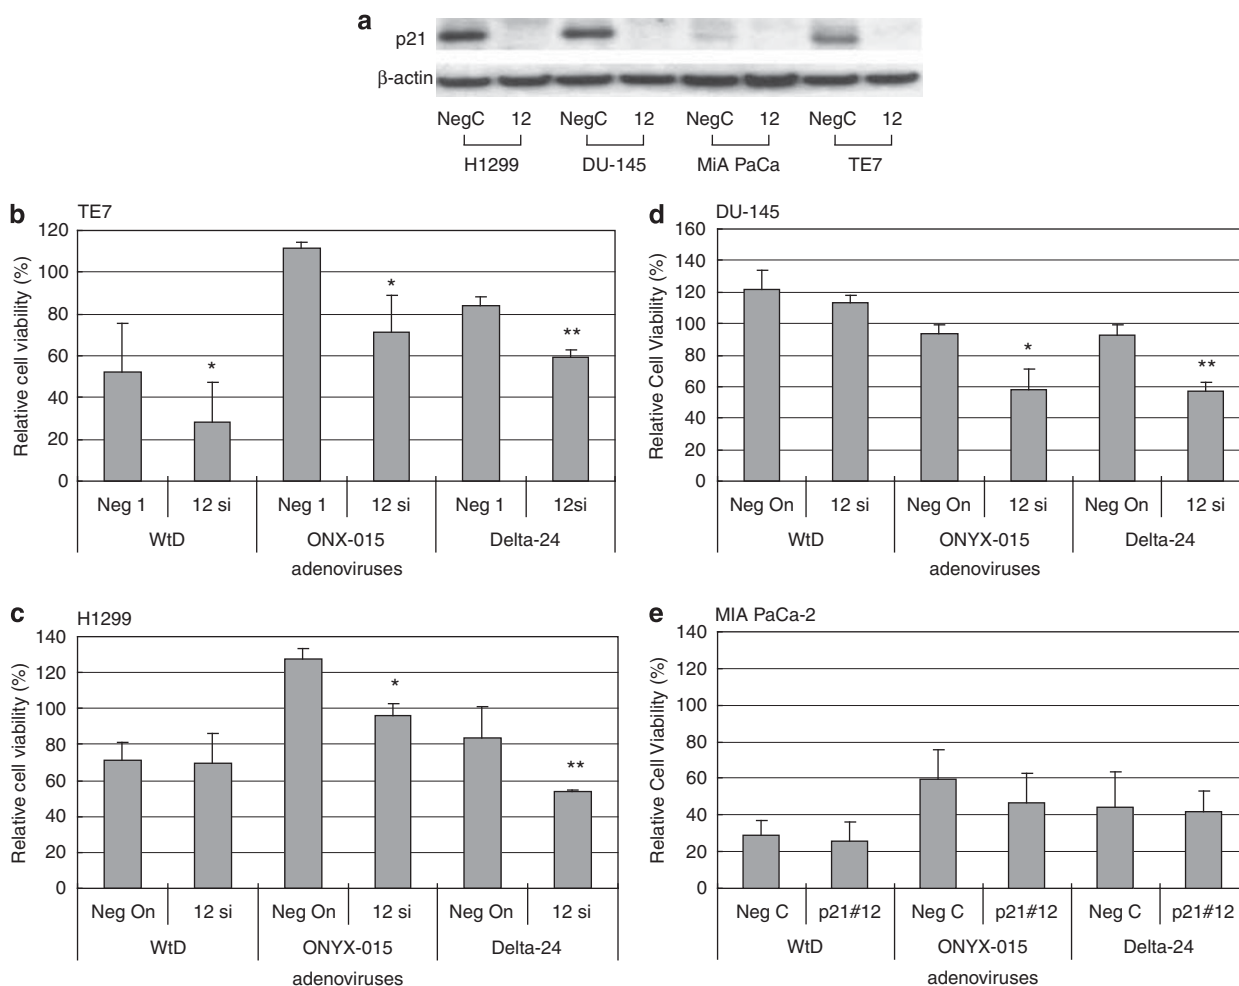 a
p21
β-actin
NegC 12 NegC 12 NegC 12 NegC 12
H1299 DU-145 MiA PaCa TE7
b TE7
Relative cell viability (%)
120
100
80
60
40
20
0
*
*
**
Neg 1 12 si Neg 1 12 si Neg 1 12si
WtD ONX-015 Delta-24
adenoviruses
d DU-145
Relative Cell Viability (%)
160
140
120
100
80
60
40
20
0
*
**
Neg On 12 si Neg On 12 si Neg On 12 si
WtD ONYX-015 Delta-24
adenoviruses
c H1299
Relative cell viability (%)
140
120
100
80
60
40
20
0
*
**
Neg On 12 si Neg On 12 si Neg On 12 si
WtD ONYX-015 Delta-24
adenoviruses
e MIA PaCa-2
Relative Cell Viability (%)
140
120
100
80
60
40
20
0
Neg C p21#12 Neg C p21#12 Neg C p21#12
WtD ONYX-015 Delta-24
adenoviruses